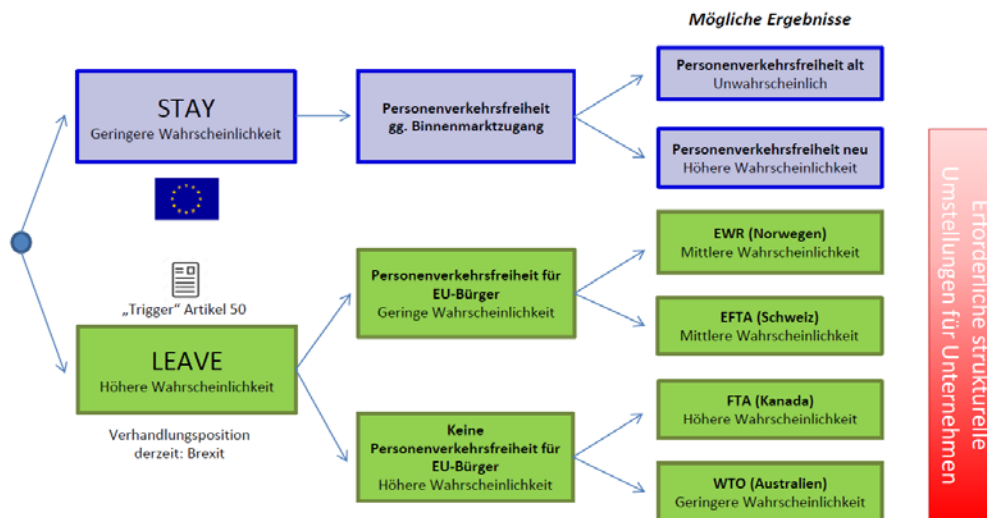 Mögliche Ergebnisse
STAY
Geringere Wahrscheinlichkeit
Personenverkehrsfreiheit
gg. Binnenmarktzugang
Personenverkehrsfreiheit alt
Unwahrscheinlich
Personenverkehrsfreiheit neu
Höhere Wahrscheinlichkeit
„Trigger“ Artikel 50
LEAVE
Höhere Wahrscheinlichkeit
Verhandlungsposition
derzeit: Brexit
Personenverkehrsfreiheit für
EU-Bürger
Geringe Wahrscheinlichkeit
EWR (Norwegen)
Mittlere Wahrscheinlichkeit
EFTA (Schweiz)
Mittlere Wahrscheinlichkeit
Keine
Personenverkehrsfreiheit für
EU-Bürger
Höhere Wahrscheinlichkeit
FTA (Kanada)
Höhere Wahrscheinlichkeit
WTO (Australien)
Geringere Wahrscheinlichkeit
Erforderliche strukturelle
Umstellungen für Unternehmen